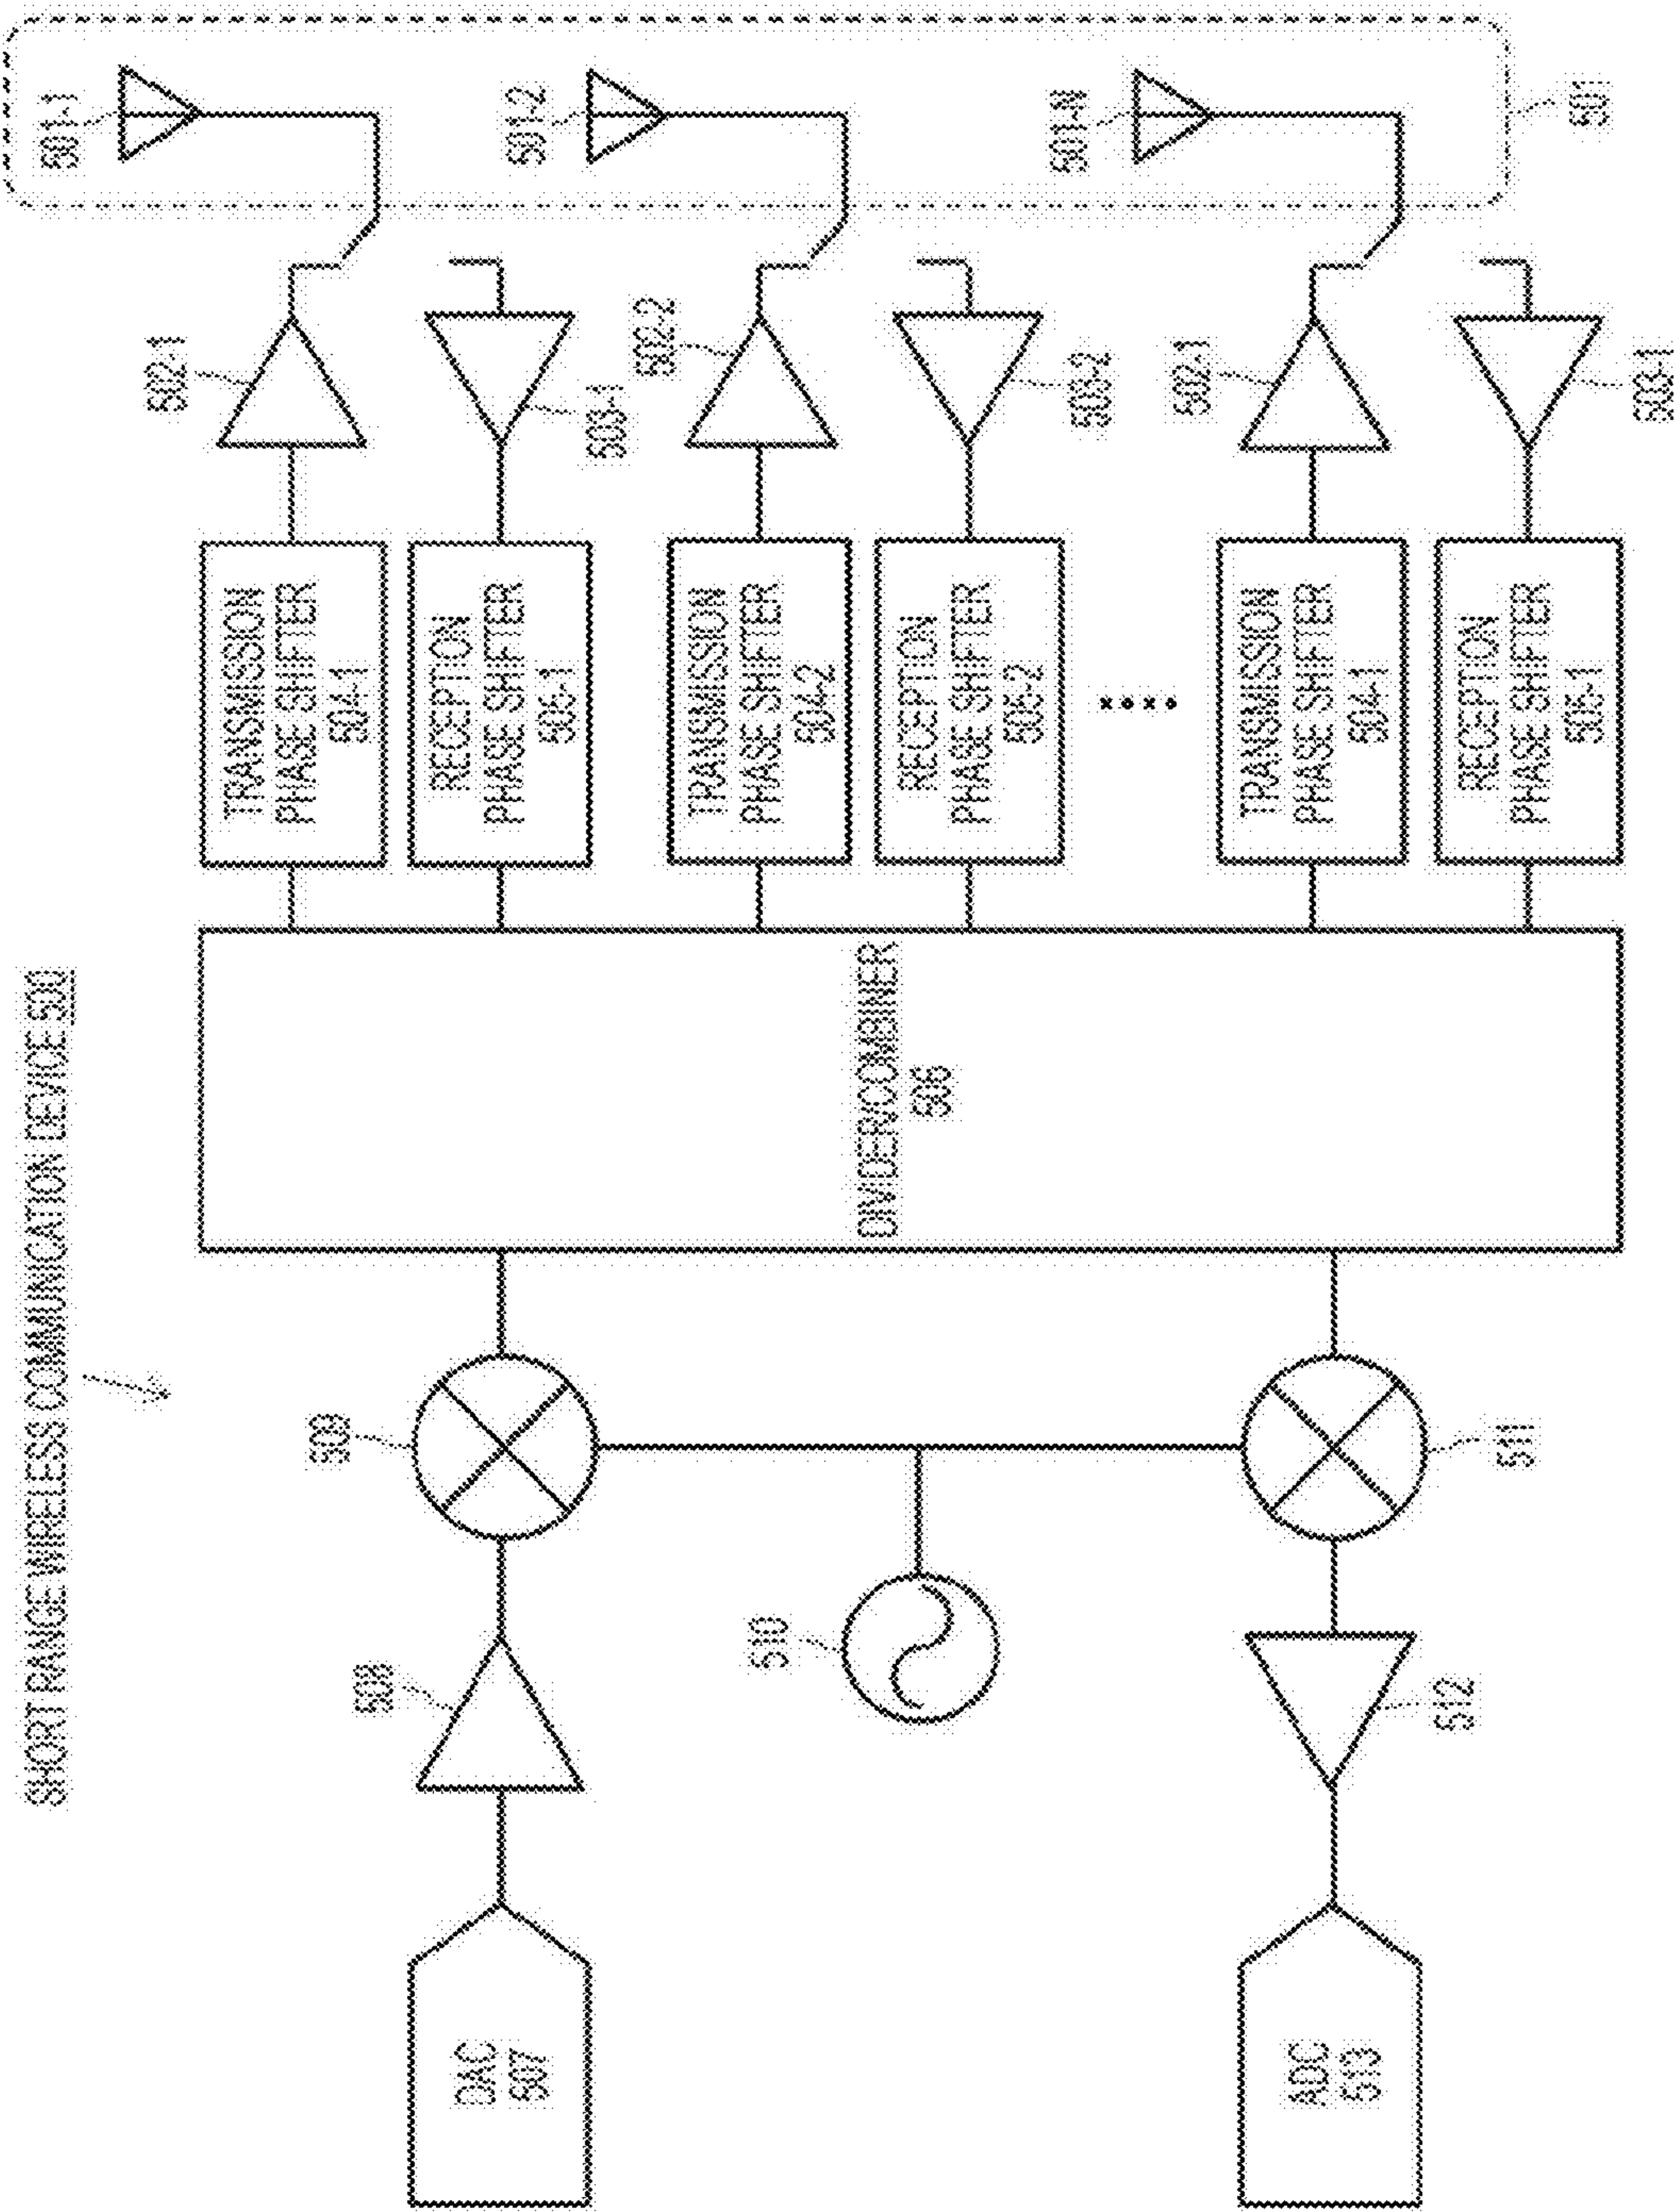 SHORT RANGE WIRELESS COMMUNICATION DEVICE 500
501-1
502-1
TRANSMISSION
PHASE SHIFTER
504-1
503-1
RECEPTION
PHASE SHIFTER
505-1
501-2
502-2
TRANSMISSION
PHASE SHIFTER
504-2
503-2
RECEPTION
PHASE SHIFTER
505-2
501-N
502-1
TRANSMISSION
PHASE SHIFTER
504-1
503-1
RECEPTION
PHASE SHIFTER
505-1
501
DIVIDER/COMBINER
506
509
508
DAC
507
510
511
512
ADC
513